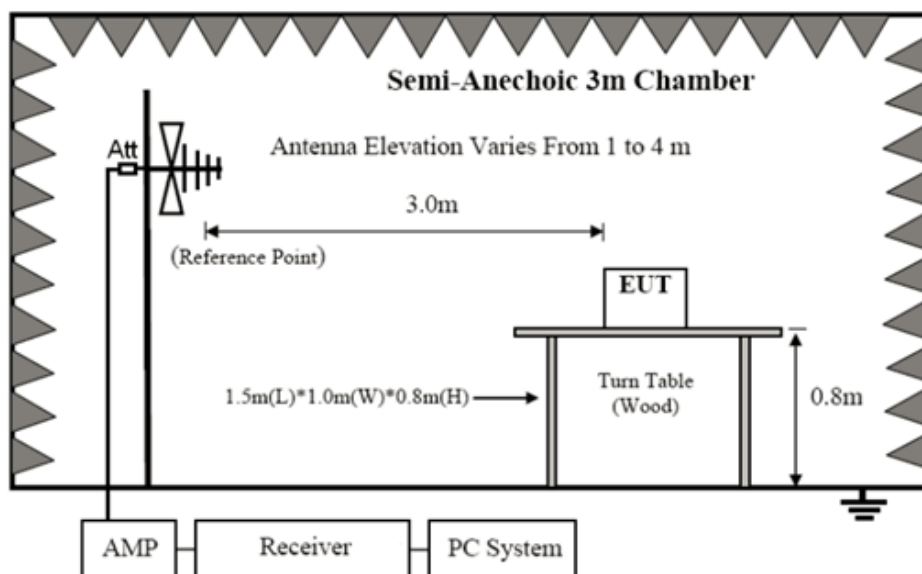 Semi-Anechoic 3m Chamber
Att
Antenna Elevation Varies From 1 to 4 m
3.0m
(Reference Point)
EUT
1.5m(L)*1.0m(W)*0.8m(H)
Turn Table
(Wood)
0.8m
AMP
Receiver
PC System